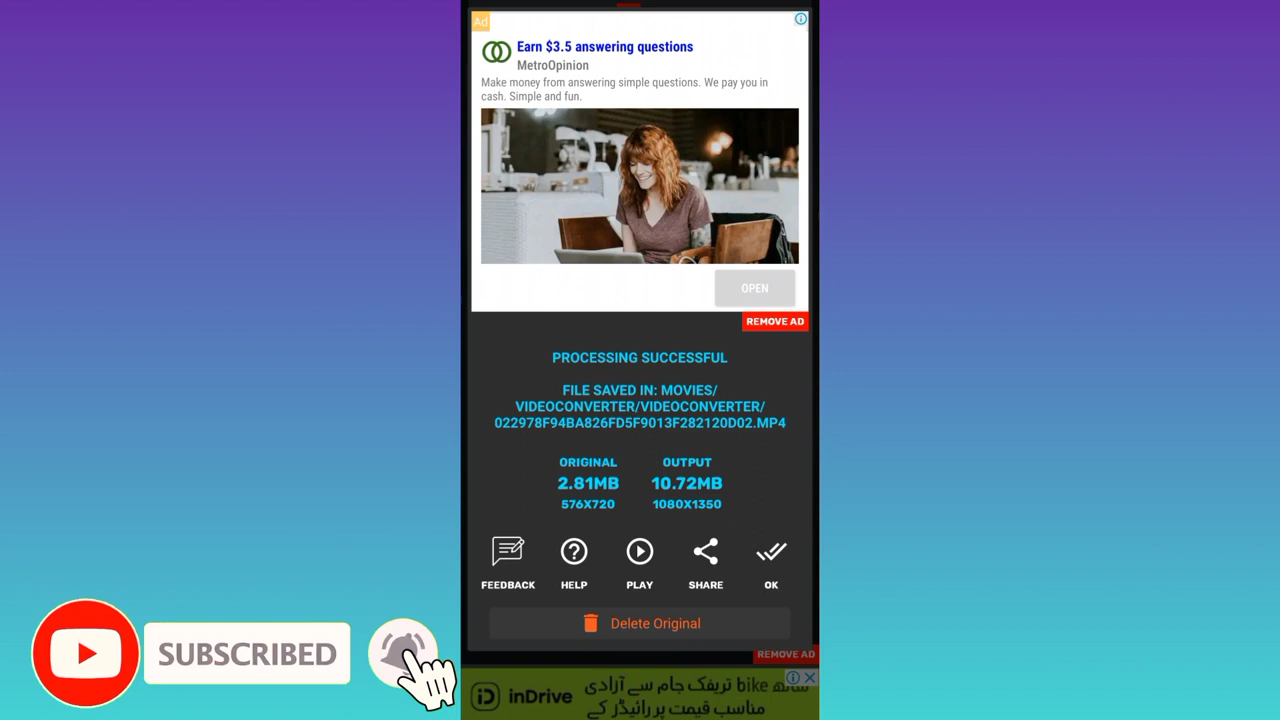 Ad
Earn $3.5 answering questions
MetroOpinion
Make money from answering simple questions. We pay you in
cash. Simple and fun.
OPEN
REMOVE AD
PROCESSING SUCCESSFUL
FILE SAVED IN: MOVIES/
VIDEOCONVERTER/VIDEOCONVERTER/
022978F94BA826FD5F9013F282120D02.MP4
ORIGINAL OUTPUT
2.81MB 10.72MB
576X720 1080X1350
FEEDBACK HELP PLAY SHARE OK
Delete Original
SUBSCRIBED
REMOVE AD
inDrive
ساتھ bike تریفک جام سے آزادی
مناسب قیمت پر رائیڈز کے